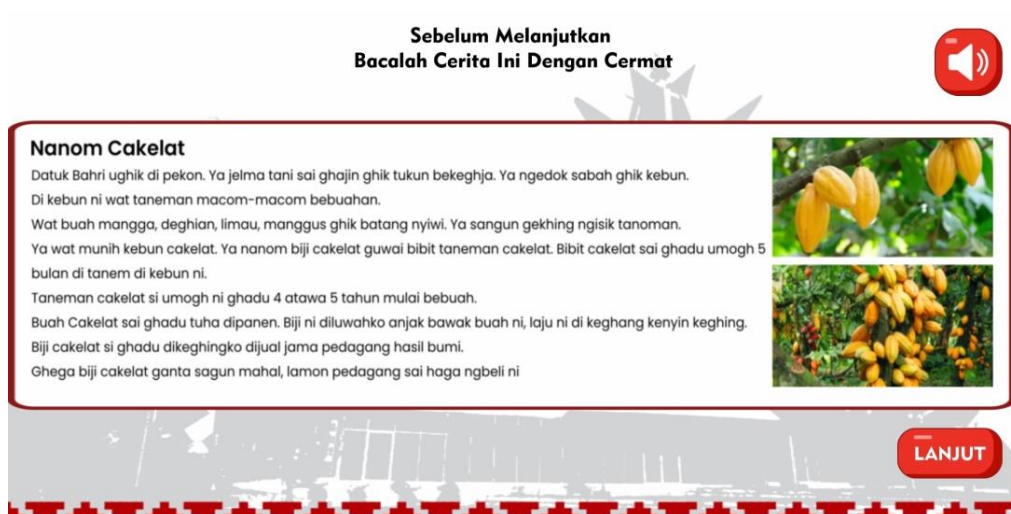 Sebelum Melanjutkan
Bacalah Cerita Ini Dengan Cermat
Nanom Cakelat
Datuk Bahri ughik di pekon. Ya jelma tani sai ghajin ghik tukun bekeghja. Ya ngedok sabah ghik kebun.
Di kebun ni wat taneman macom-macom bebuahan.
Wat buah mangga, deghian, limau, manggus ghik batang nyiwi. Ya sangun gekhing ngisik tanoman.
Ya wat munih kebun cakelat. Ya nanom biji cakelat guwai bibit taneman cakelat. Bibit cakelat sai ghadu umogh 5
bulan di tanem di kebun ni.
Taneman cakelat si umogh ni ghadu 4 atawa 5 tahun mulai bebuah.
Buah Cakelat sai ghadu tuha dipanen. Biji ni diluwahko anjak bawak buah ni, laju ni di keghang kenyin keghing.
Biji cakelat si ghadu dikeghingko dijual jama pedagang hasil bumi.
Ghega biji cakelat ganta sagun mahal, lamon pedagang sai haga ngbeli ni
LANJUT